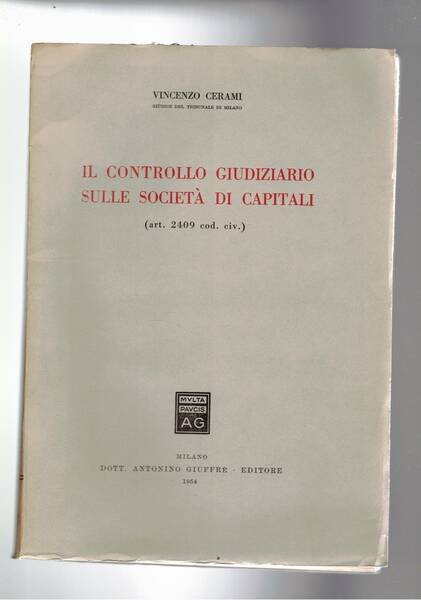 VINCENZO CERAMI
GIUDICE DEL TRIBUNALE DI MILANO
IL CONTROLLO GIUDIZIARIO
SULLE SOCIETÀ DI CAPITALI
(art. 2409 cod. civ.)
MVLTA
PAVCIS
AG
MILANO
DOTT. ANTONINO GIUFFRÈ - EDITORE
1954